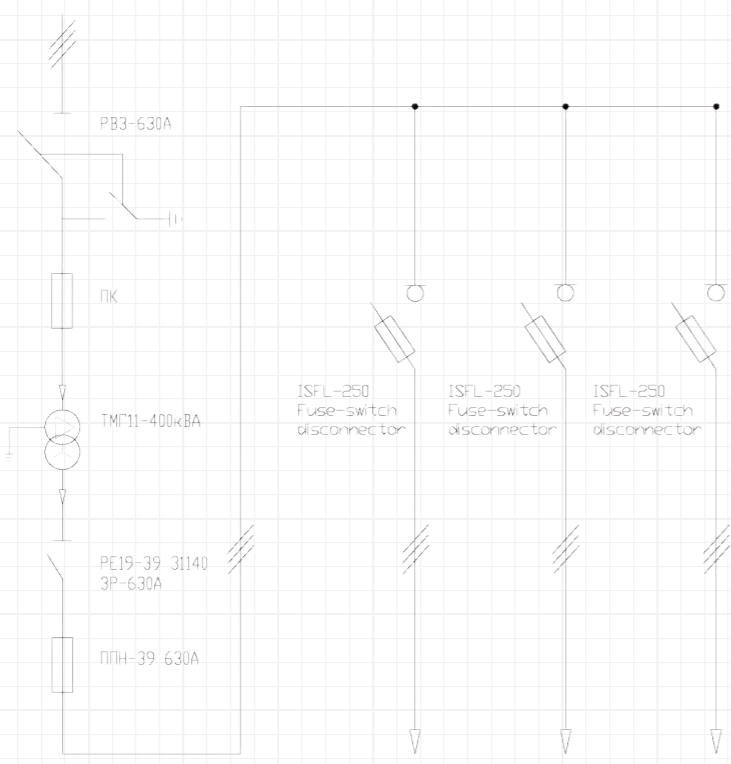 РВЗ-630А
ПК
ТМГ11-400кВА
РЕ19-39 31140
ЗР-630А
ППН-39 630А
ISFL-250
Fuse-switch
disconnector
ISFL-250
Fuse-switch
disconnector
ISFL-250
Fuse-switch
disconnector